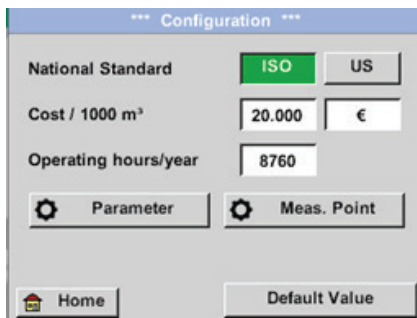 *** Configuration ***
National Standard ISO US
Cost / 1000 m³ 20.000 €
Operating hours/year 8760
Parameter Meas. Point
Home Default Value